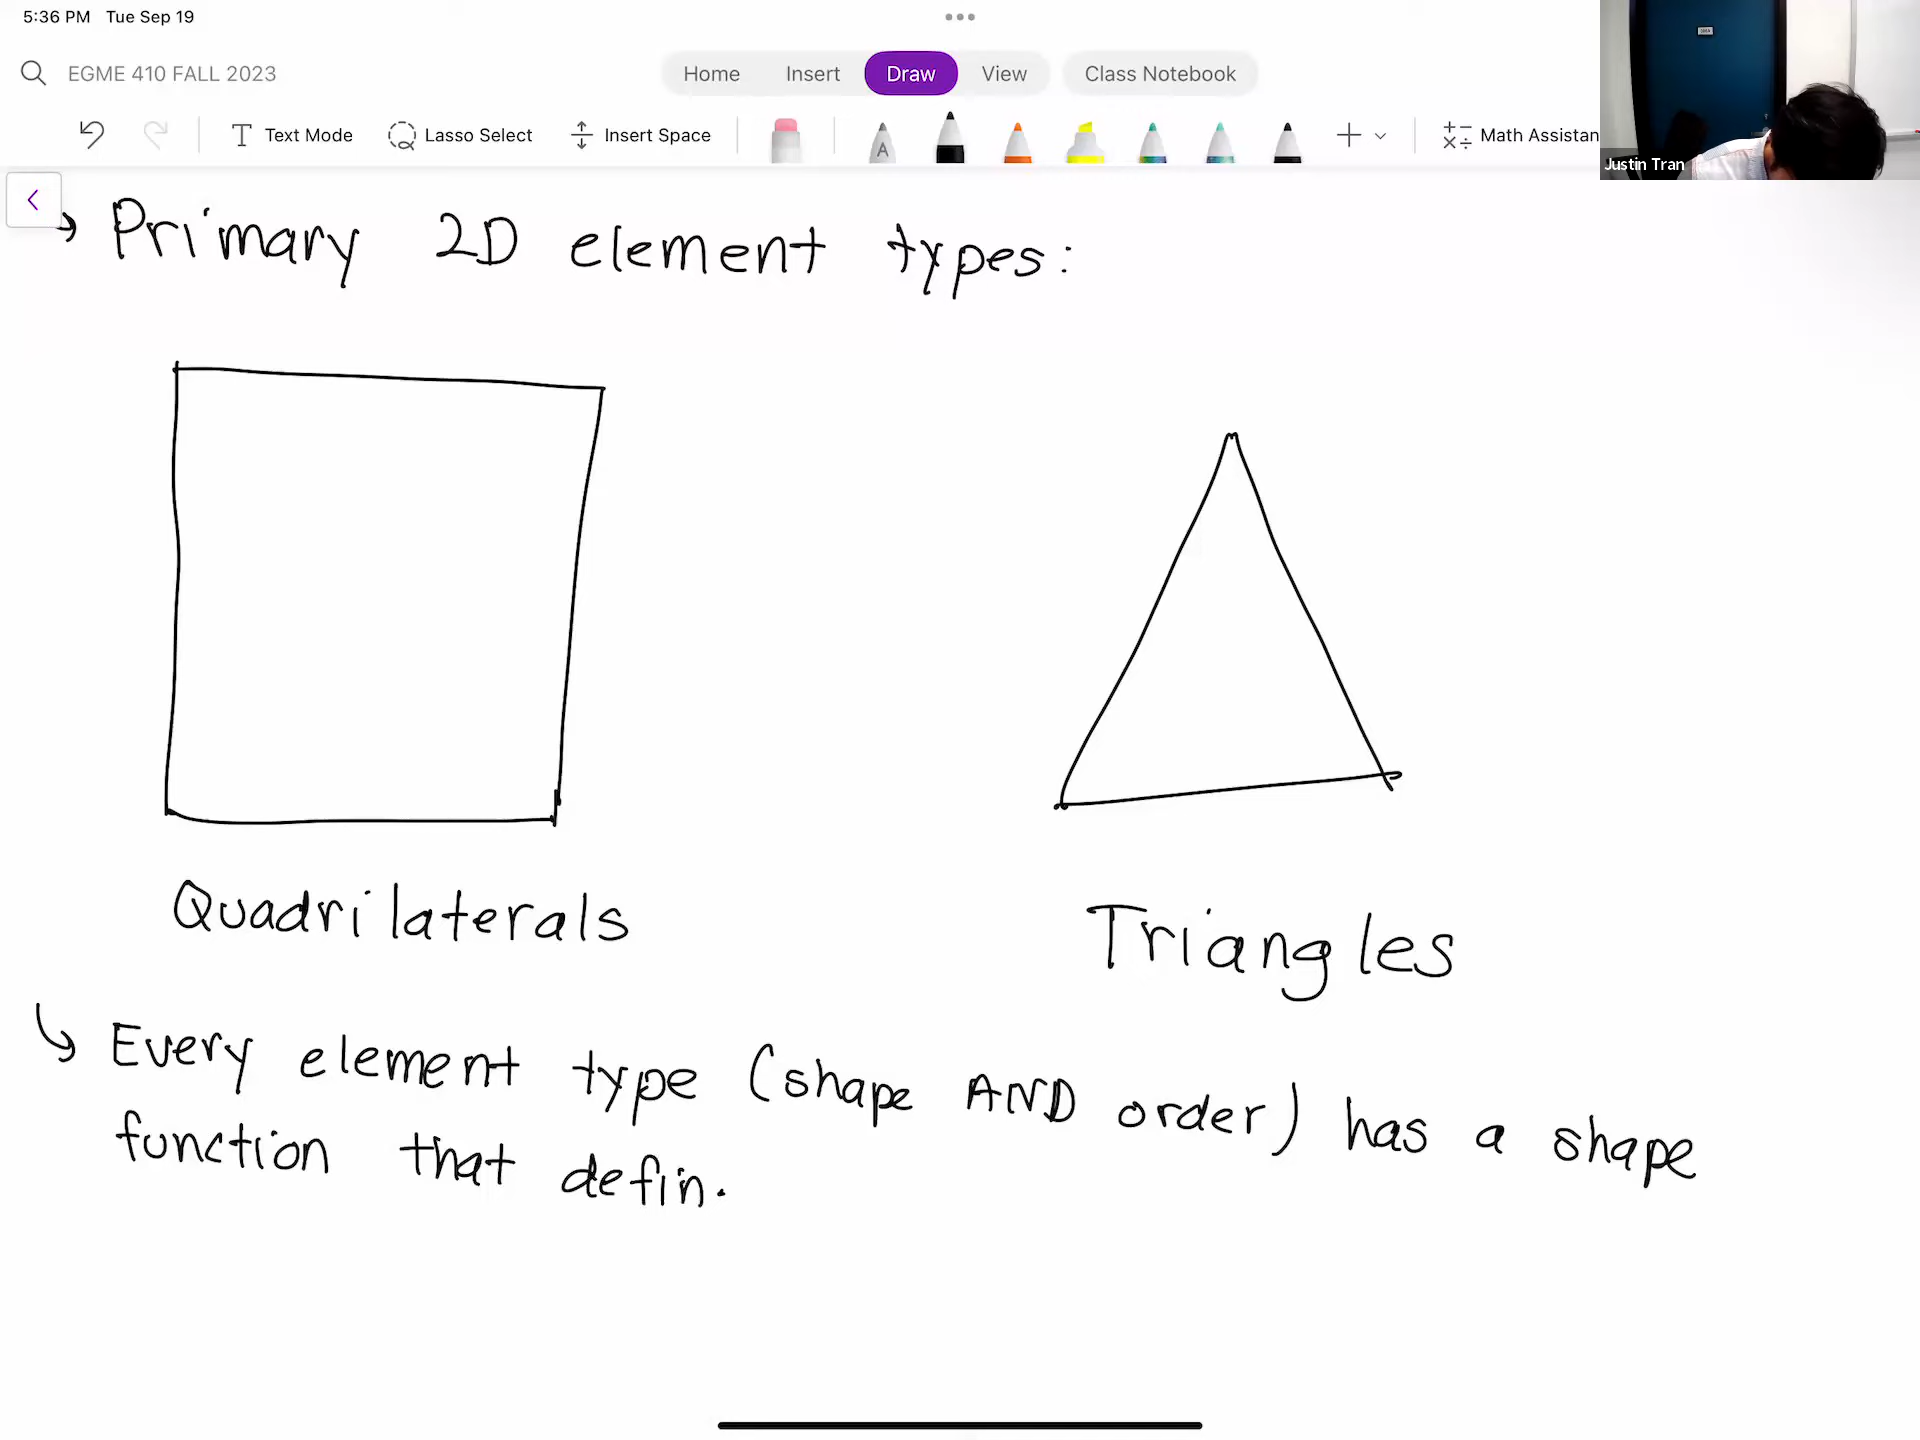 5:36 PM Tue Sep 19
EGME 410 FALL 2023
Home Insert Draw View Class Notebook
Text Mode Lasso Select Insert Space A Math Assistan
Justin Tran
Primary 2D element types:
Quadrilaterals
Triangles
Every element type (shape AND order) has a shape
function that defin.